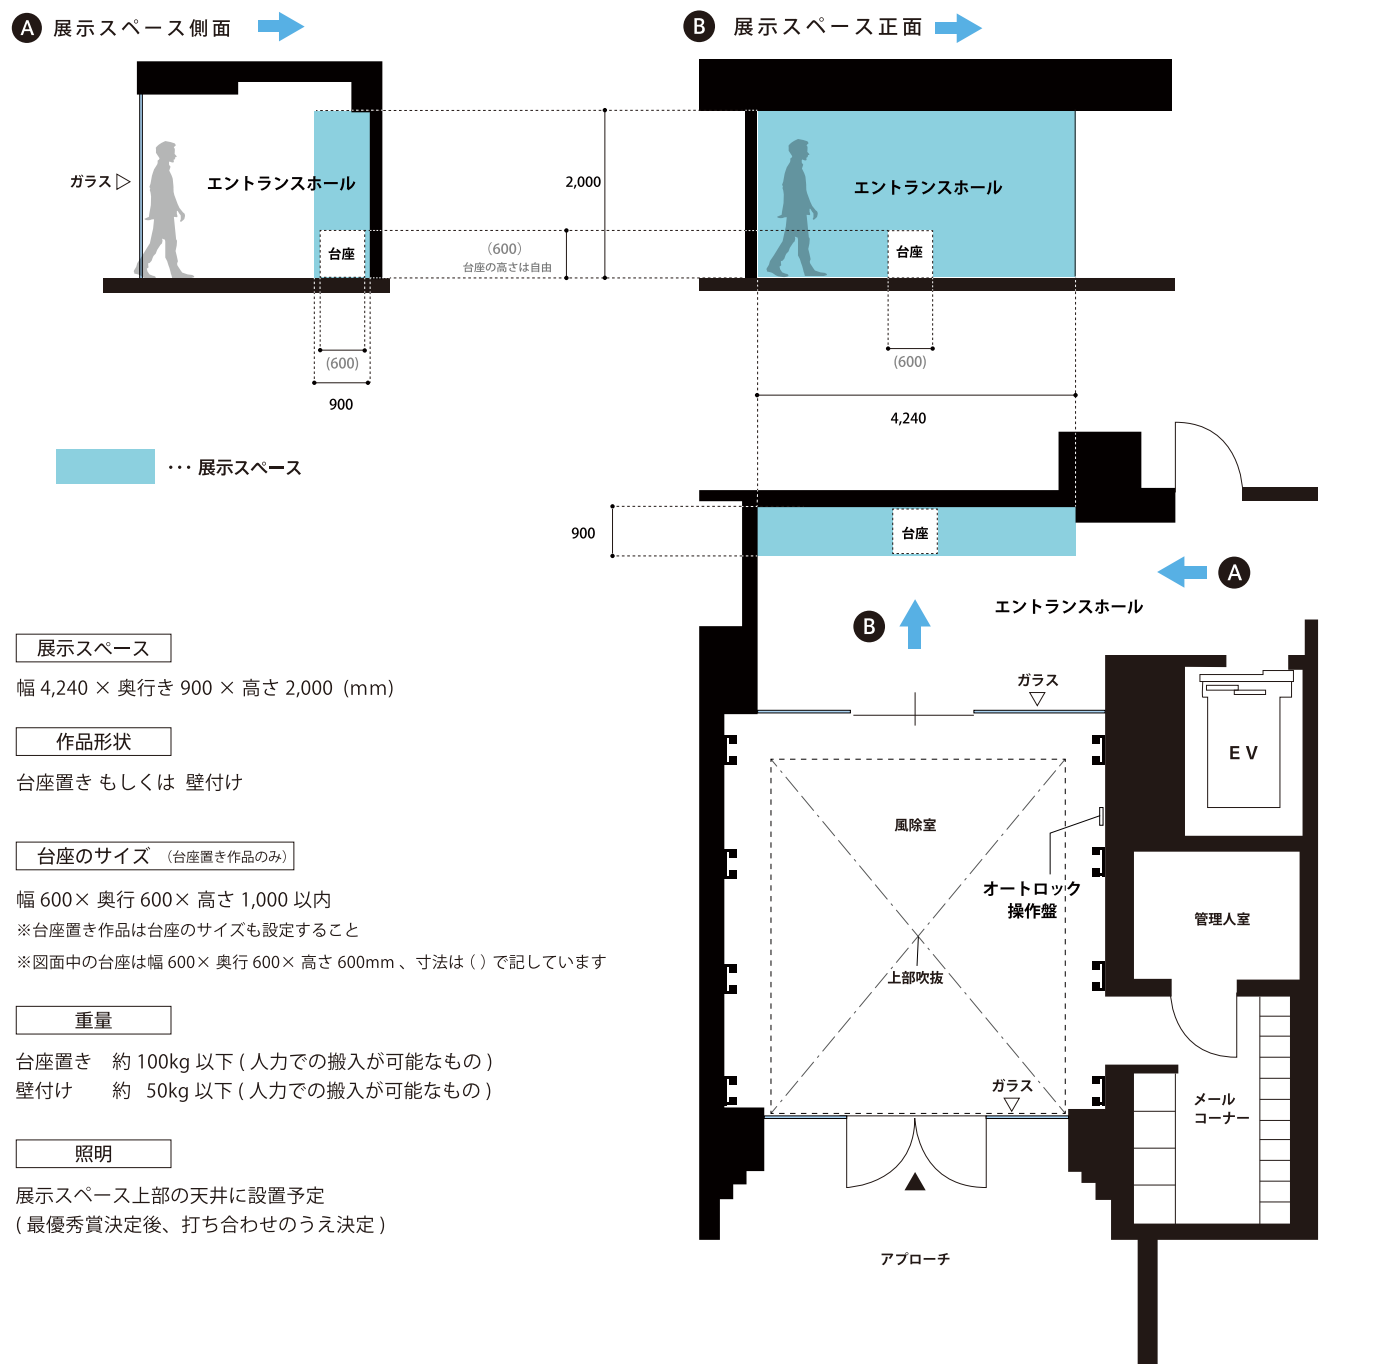 A 展示スペース側面
B 展示スペース正面
ガラス
エントランスホール
台座
2,000
(600)
台座の高さは自由
エントランスホール
台座
(600)
900
(600)
4,240
･･･ 展示スペース
900
台座
A
エントランスホール
B
展示スペース
幅 4,240 × 奥行き 900 × 高さ 2,000 (mm)
作品形状
台座置き もしくは 壁付け
台座のサイズ (台座置き作品のみ)
幅 600× 奥行 600× 高さ 1,000 以内
※台座置き作品は台座のサイズも設定すること
※図面中の台座は幅 600× 奥行 600× 高さ 600mm 、寸法は ( ) で記しています
重量
台座置き 約 100kg 以下 ( 人力での搬入が可能なもの )
壁付け 約 50kg 以下 ( 人力での搬入が可能なもの )
照明
展示スペース上部の天井に設置予定
( 最優秀賞決定後、打ち合わせのうえ決定 )
ガラス
EV
風除室
オートロック
操作盤
管理人室
上部吹抜
ガラス
メール
コーナー
アプローチ